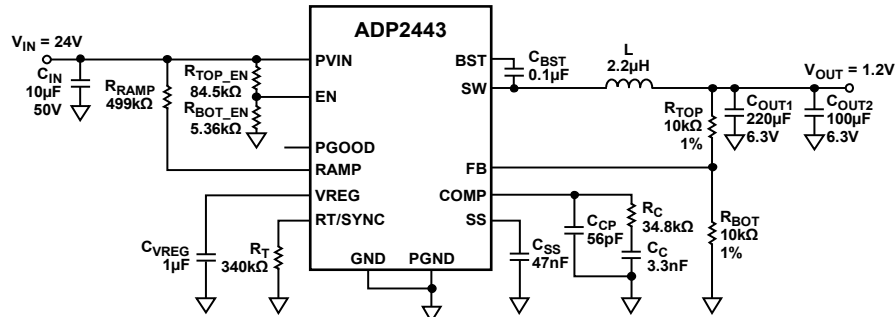 ADP2443
V_IN = 24V
C_IN
10µF
50V
R_RAMP
499kΩ
R_TOP_EN
84.5kΩ
R_BOT_EN
5.36kΩ
PVIN
EN
PGOOD
RAMP
VREG
RT/SYNC
GND
PGND
BST
SW
FB
COMP
SS
C_VREG
1µF
R_T
340kΩ
C_BST
0.1µF
L
2.2µH
V_OUT = 1.2V
R_TOP
10kΩ
1%
C_OUT1
220µF
6.3V
C_OUT2
100µF
6.3V
C_SS
47nF
C_CP
56pF
R_C
34.8kΩ
C_C
3.3nF
R_BOT
10kΩ
1%